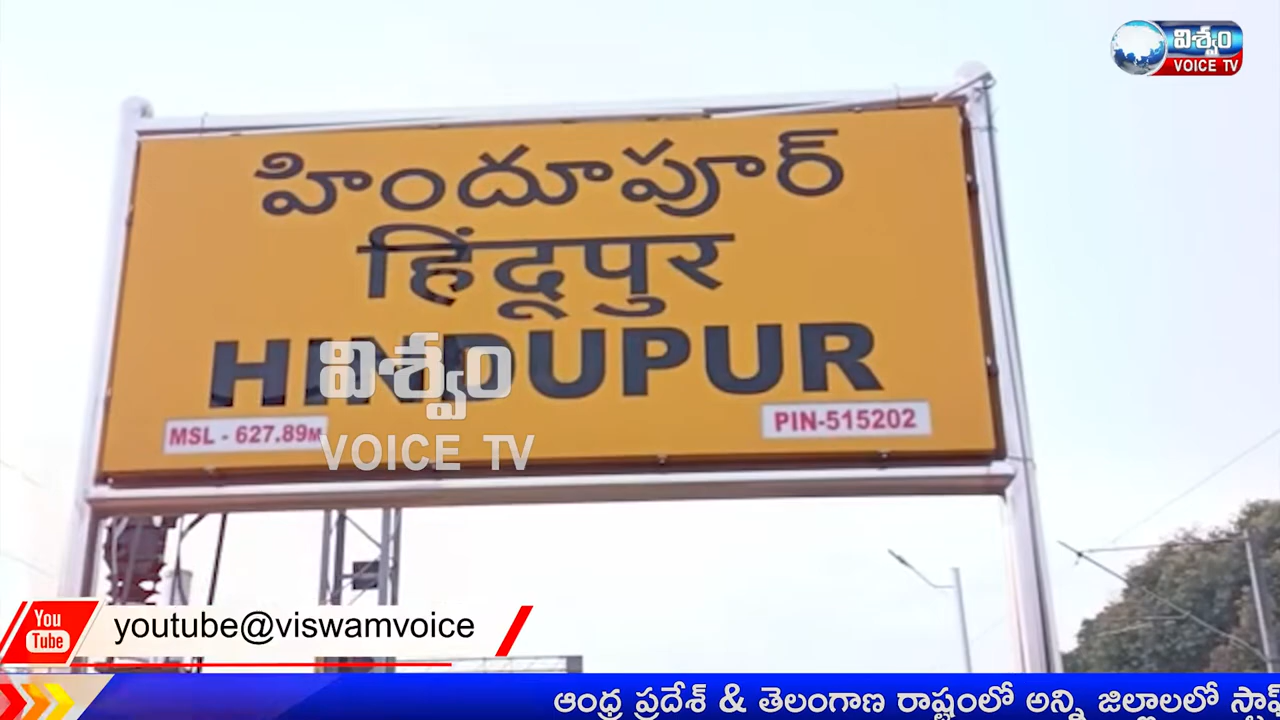 విశ్వం
VOICE TV
హిందూపూర్
हिंदूपुर
HINDUPUR
విశ్వం
MSL - 627.89M
PIN-515202
VOICE TV
You
Tube
youtube@viswamvoice
ఆంధ్ర ప్రదేశ్ & తెలంగాణ రాష్ట్రంలో అన్ని జిల్లాలలో